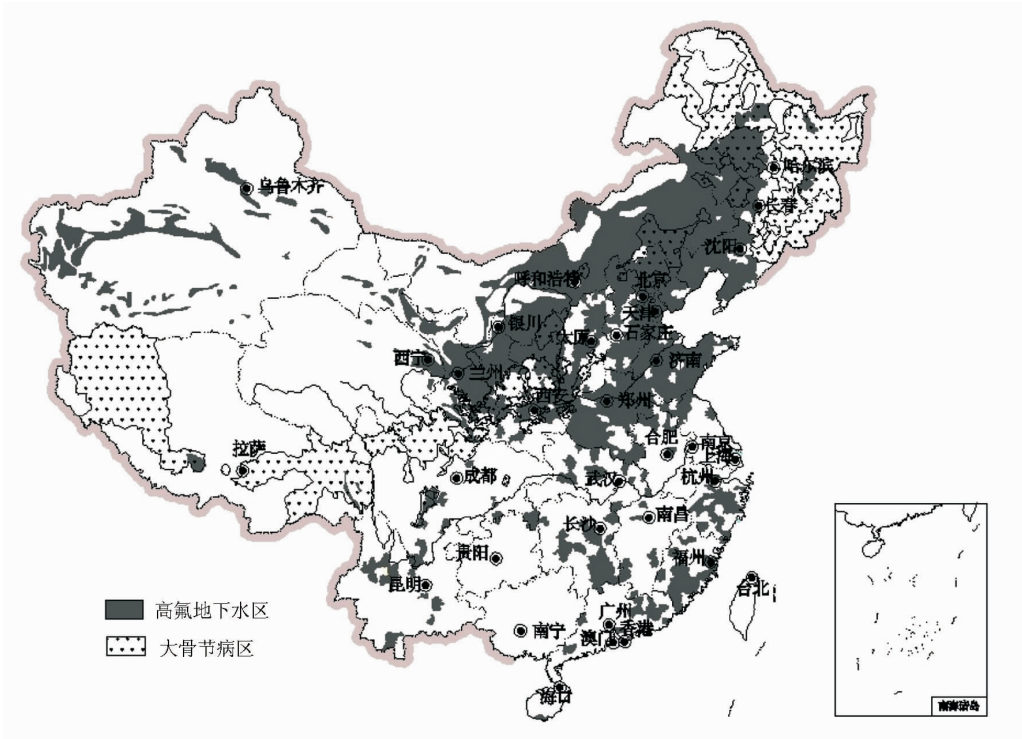 哈尔滨
乌鲁木齐
长春
沈阳
呼和浩特
北京
天津
银川
石家庄
太原
西宁
济南
兰州
西安
郑州
拉萨
合肥
南京
上海
成都
武汉
杭州
长沙
南昌
贵阳
福州
昆明
台北
高氟地下水区
广州
香港
南宁
澳门
大骨节病区
海口
南海诸岛